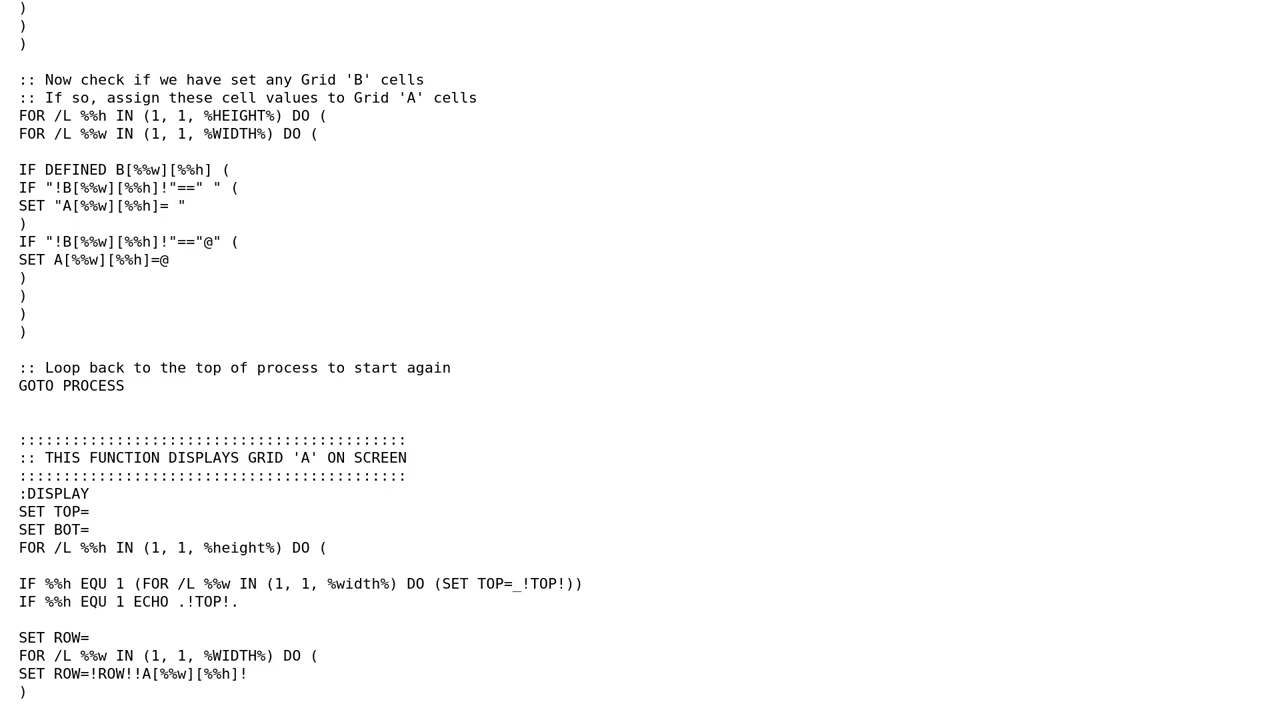 )
)
)
:: Now check if we have set any Grid 'B' cells
:: If so, assign these cell values to Grid 'A' cells
FOR /L %%h IN (1, 1, %HEIGHT%) DO (
FOR /L %%w IN (1, 1, %WIDTH%) DO (
IF DEFINED B[%%w][%%h] (
IF "!B[%%w][%%h]!"==" " (
SET "A[%%w][%%h]= "
)
IF "!B[%%w][%%h]!"=="@" (
SET A[%%w][%%h]=@
)
)
)
)
:: Loop back to the top of process to start again
GOTO PROCESS
::::::::::::::::::::::::::::::::::::::::::::
:: THIS FUNCTION DISPLAYS GRID 'A' ON SCREEN
::::::::::::::::::::::::::::::::::::::::::::
:DISPLAY
SET TOP=
SET BOT=
FOR /L %%h IN (1, 1, %height%) DO (
IF %%h EQU 1 (FOR /L %%w IN (1, 1, %width%) DO (SET TOP=_!TOP!))
IF %%h EQU 1 ECHO .!TOP!.
SET ROW=
FOR /L %%w IN (1, 1, %WIDTH%) DO (
SET ROW=!ROW!!A[%%w][%%h]!
)